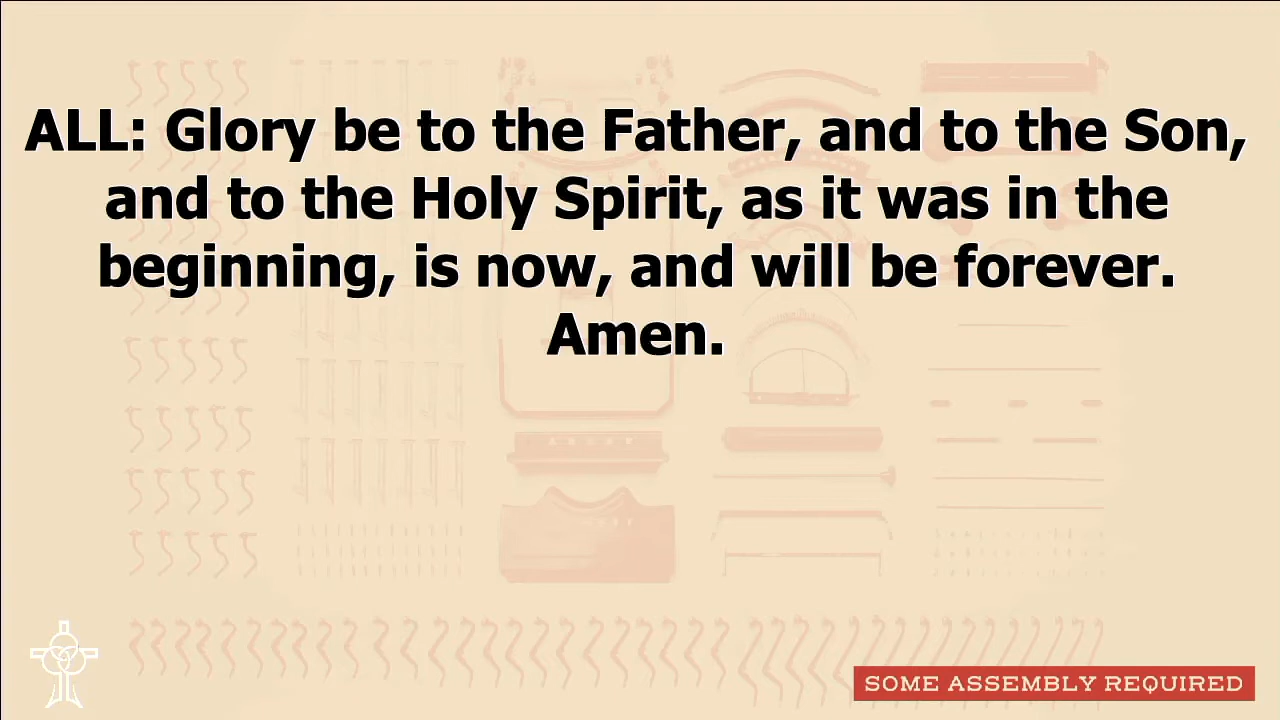 ALL: Glory be to the Father, and to the Son,
and to the Holy Spirit, as it was in the
beginning, is now, and will be forever.
Amen.
SOME ASSEMBLY REQUIRED